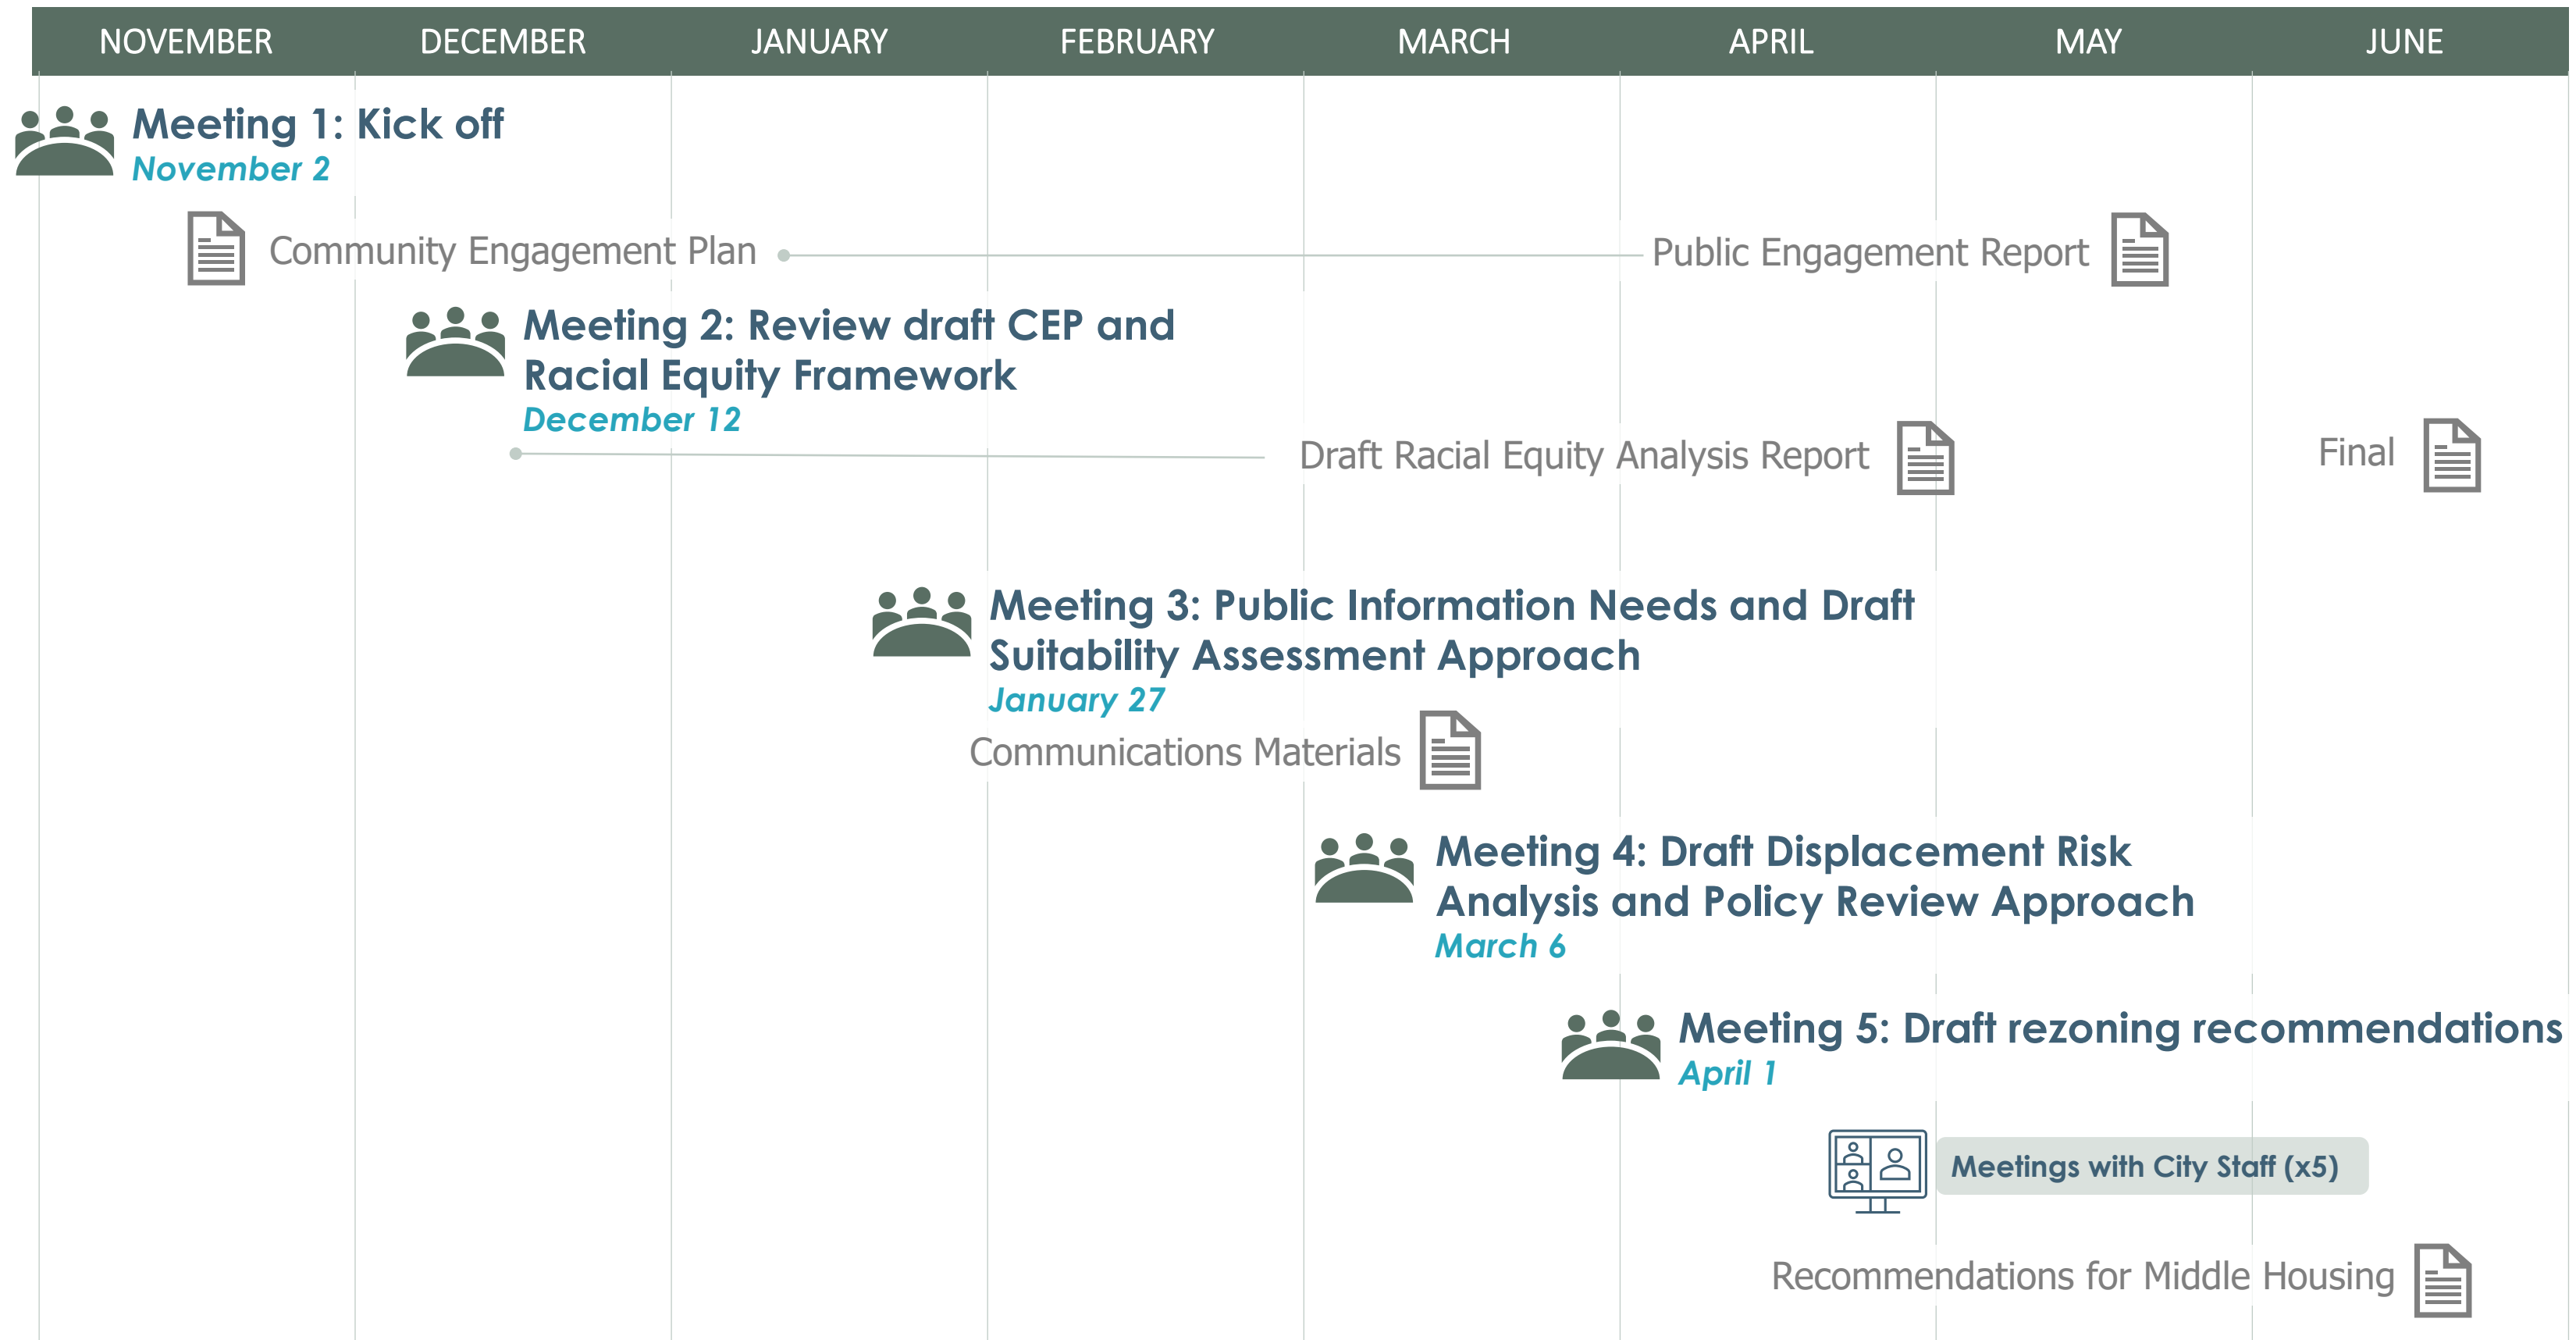 NOVEMBER
DECEMBER
JANUARY
FEBRUARY
MARCH
APRIL
MAY
JUNE
Meeting 1: Kick off
November 2
Community Engagement Plan
Public Engagement Report
Meeting 2: Review draft CEP and
Racial Equity Framework
December 12
Draft Racial Equity Analysis Report
Final
Meeting 3: Public Information Needs and Draft
Suitability Assessment Approach
January 27
Communications Materials
Meeting 4: Draft Displacement Risk
Analysis and Policy Review Approach
March 6
Meeting 5: Draft rezoning recommendations
April 1
Meetings with City Staff (x5)
Recommendations for Middle Housing